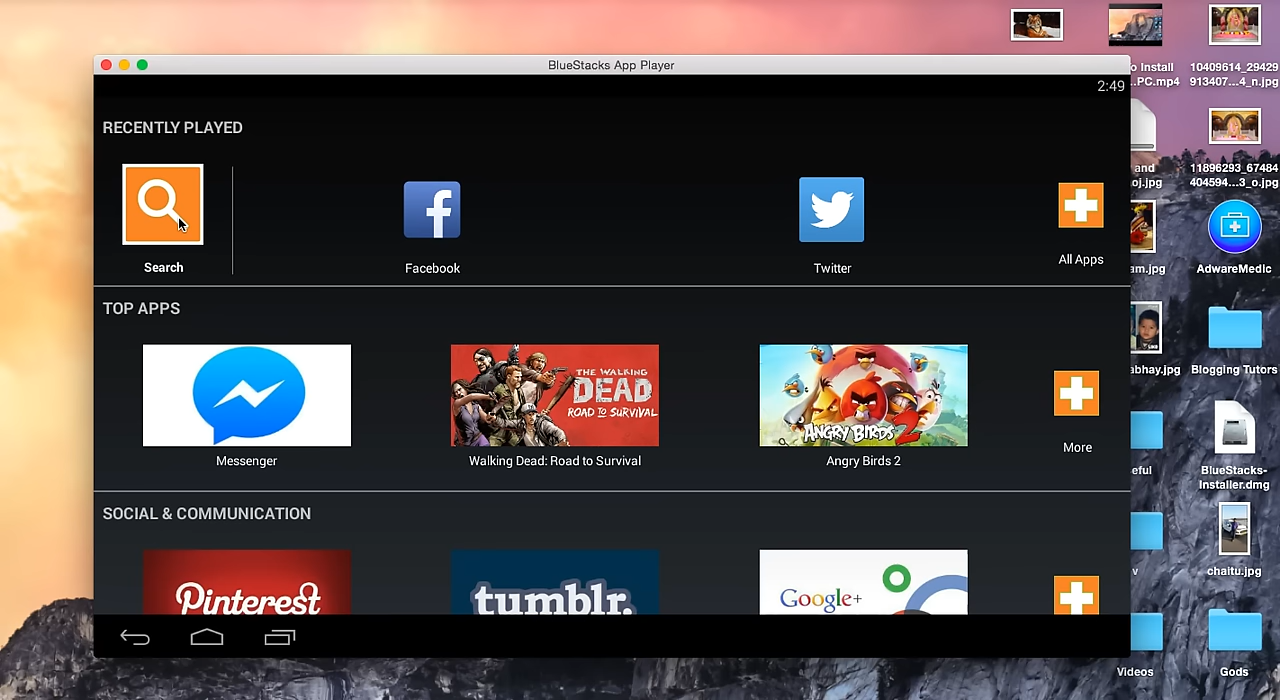 BlueStacks App Player
2:49
RECENTLY PLAYED
Search
Facebook
Twitter
All Apps
TOP APPS
THE WALKING
DEAD
ROAD TO SURVIVAL
ANGRY BIRDS 2
Messenger
Walking Dead: Road to Survival
Angry Birds 2
More
SOCIAL & COMMUNICATION
Pinterest
tumblr.
Google+
o Install
...PC.mp4
10409614_29429
913407...4_n.jpg
and
oj.jpg
11896293_67484
404594...3_o.jpg
am.jpg
AdwareMedic
abhay.jpg
Blogging Tutors
eful
BlueStacks-
Installer.dmg
v
chaitu.jpg
Videos
Gods